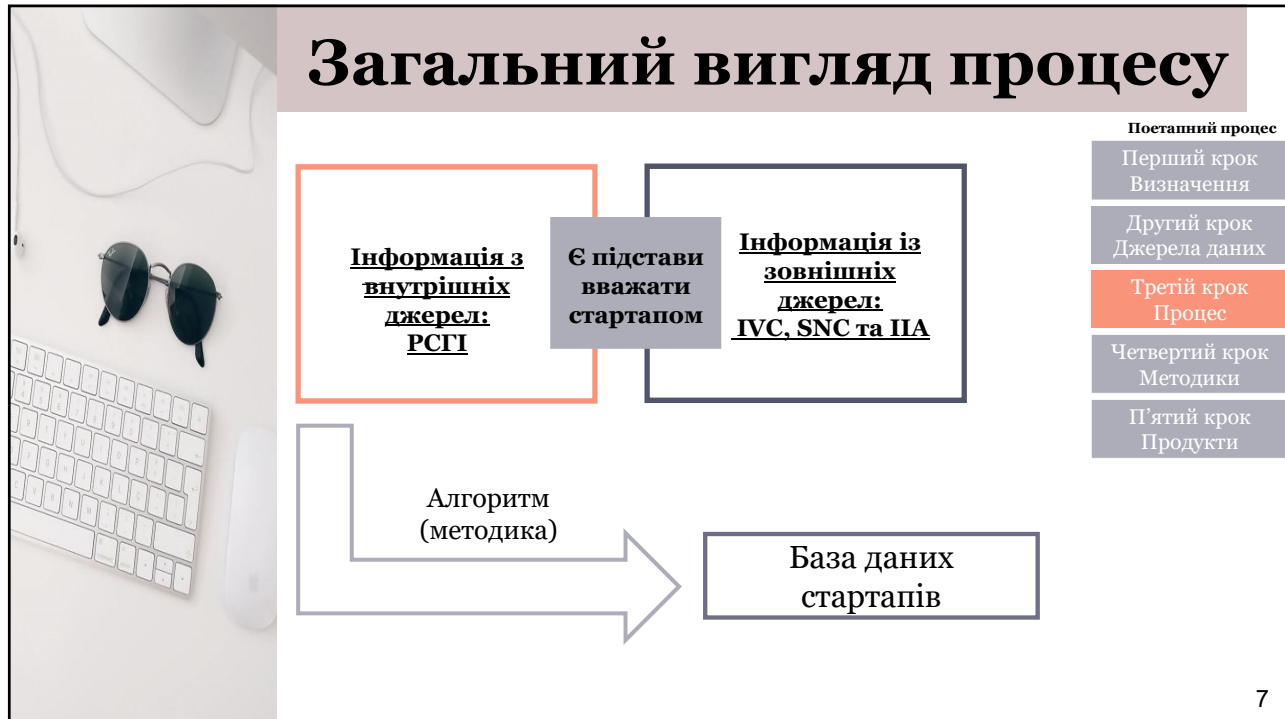 Загальний вигляд процесу
Поетапний процес
Перший крок
Визначення
Другий крок
Джерела даних
Третій крок
Процес
Четвертий крок
Методики
П’ятий крок
Продукти
Інформація з
внутрішніх
джерел:
РСГІ
Є підстави
вважати
стартапом
Інформація із
зовнішніх
джерел:
IVC, SNC та IIA
Алгоритм
(методика)
База даних
стартапів
7